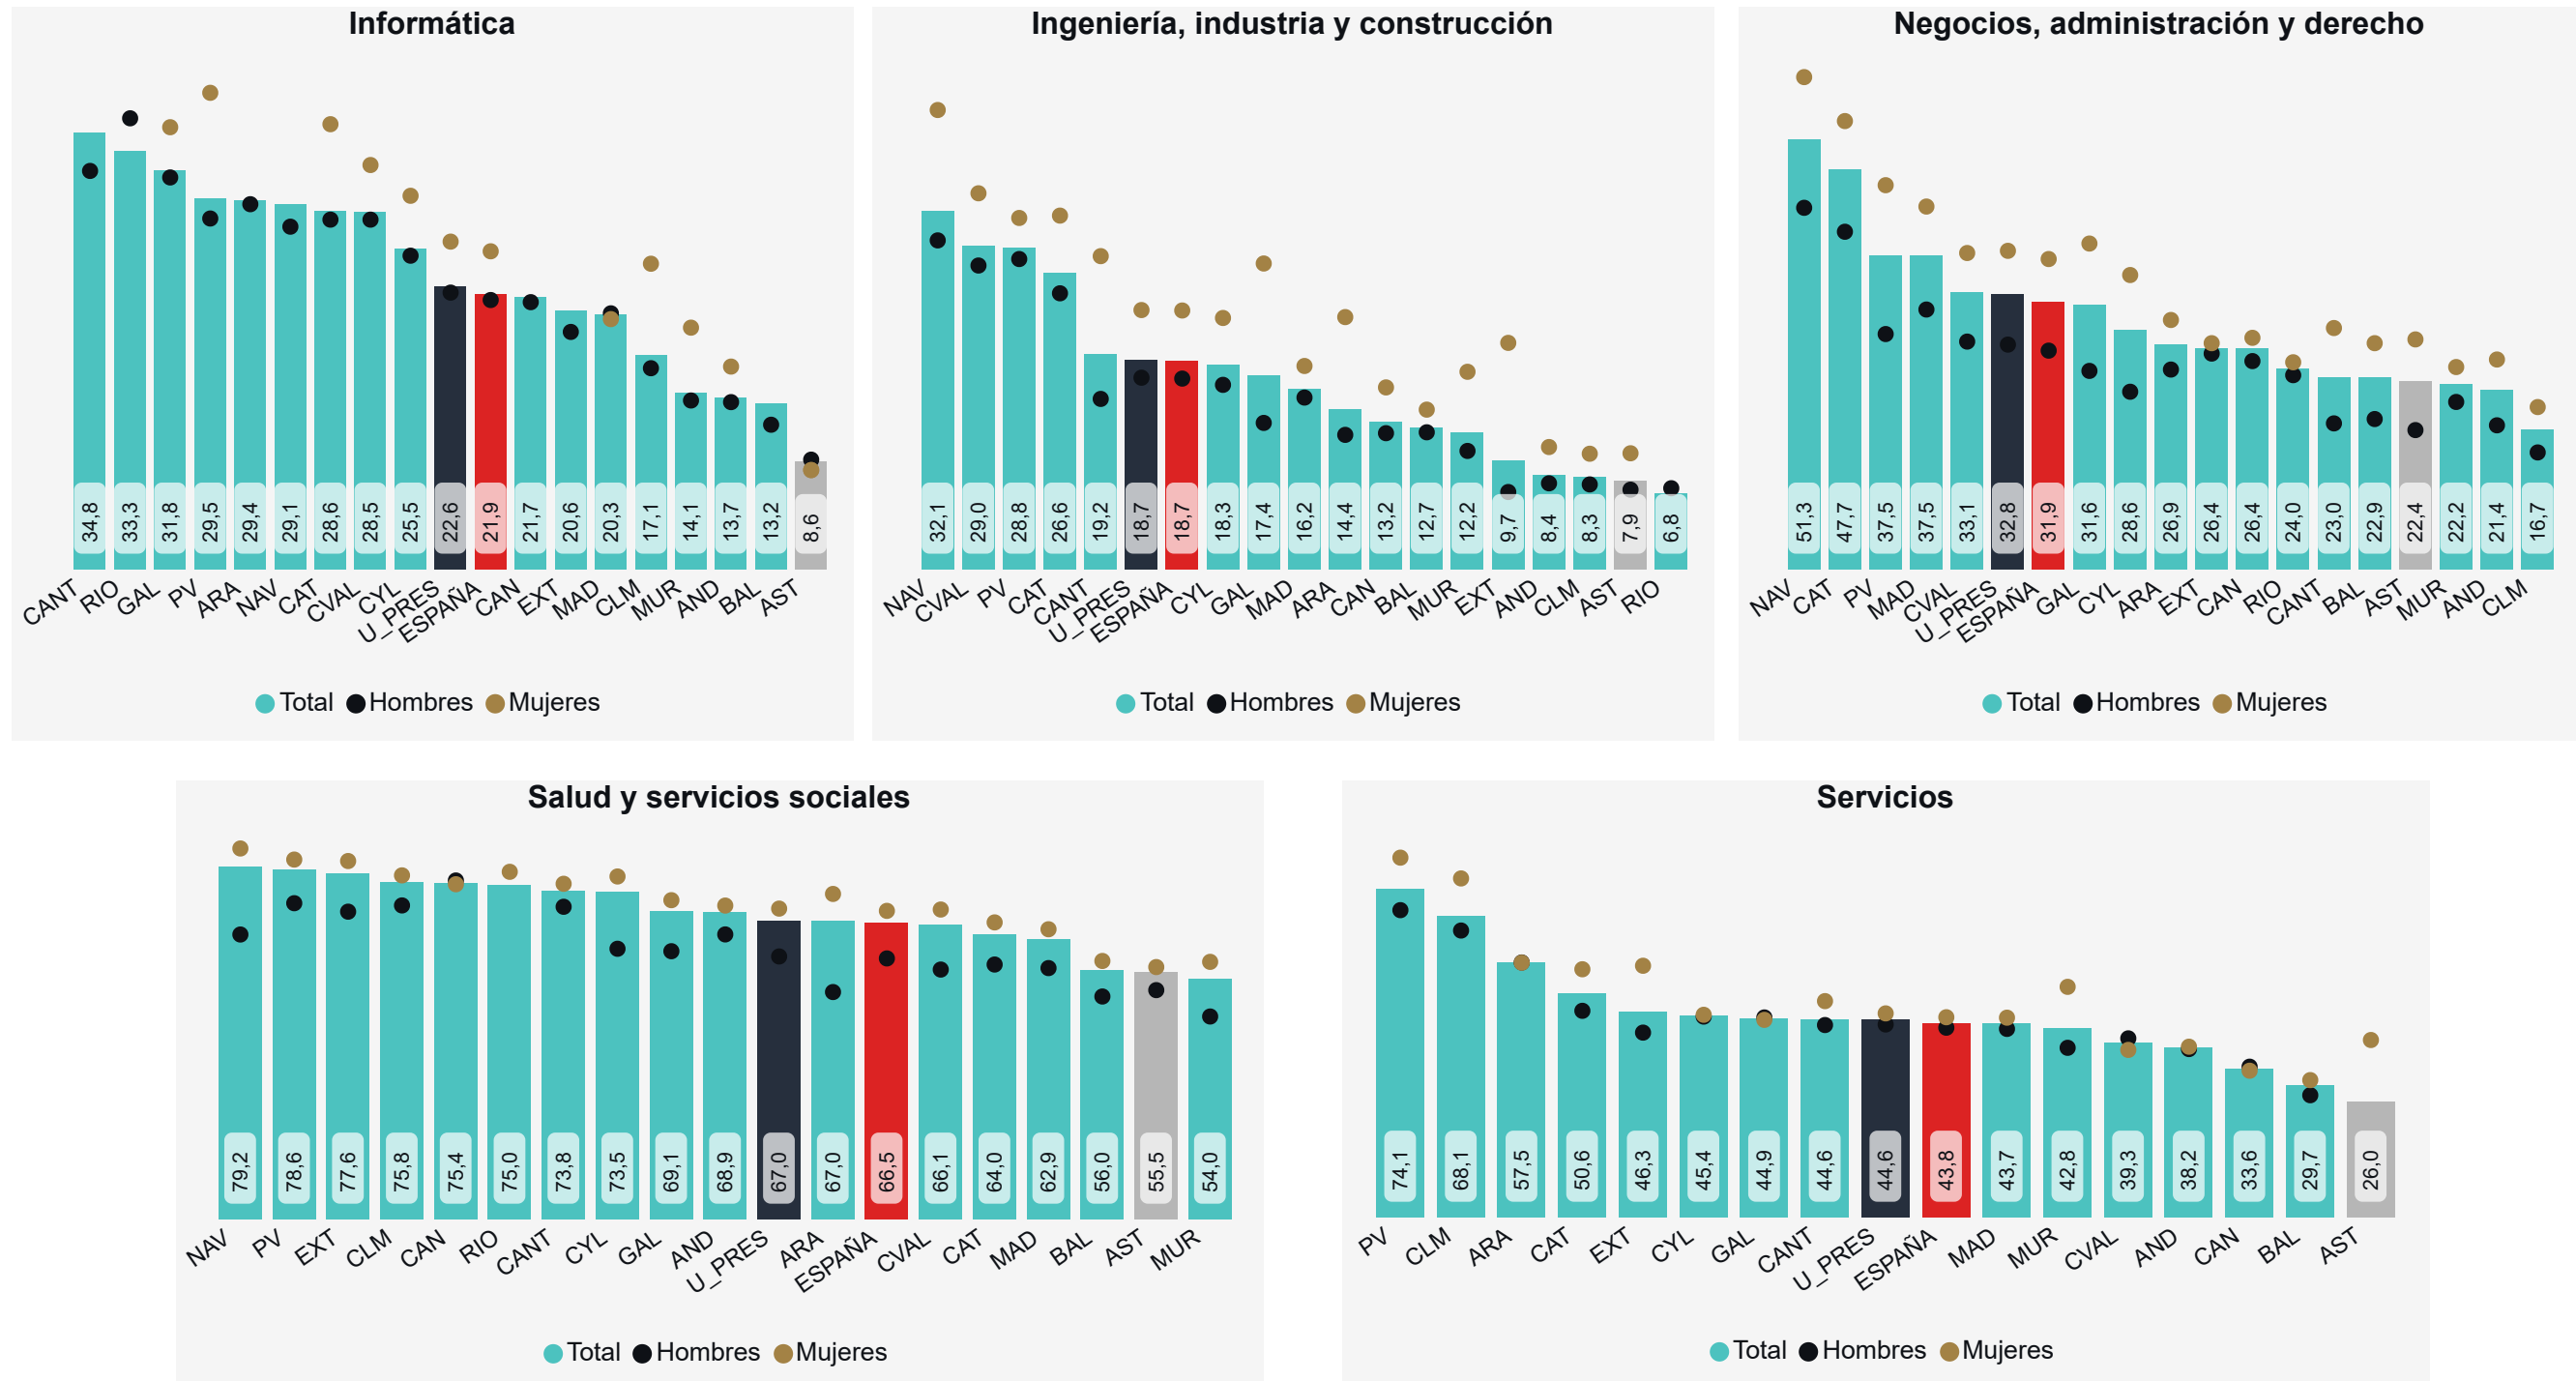 Informática
34,8 33,3 31,8 29,5 29,4 29,1 28,6 28,5 25,5 22,6 21,9 21,7 20,6 20,3 17,1 14,1 13,7 13,2 8,6
CANT RIO GAL PV ARA NAV CAT CVAL CYL U_PRES ESPAÑA CAN EXT MAD CLM MUR AND BAL AST
Total Hombres Mujeres
Ingeniería, industria y construcción
32,1 29,0 28,8 26,6 19,2 18,7 18,7 18,3 17,4 16,2 14,4 13,2 12,7 12,2 9,7 8,4 8,3 7,9 6,8
NAV CVAL PV CAT CANT U_PRES ESPAÑA CYL GAL MAD ARA CAN BAL MUR EXT AND CLM AST RIO
Total Hombres Mujeres
Negocios, administración y derecho
51,3 47,7 37,5 37,5 33,1 32,8 31,9 31,6 28,6 26,9 26,4 26,4 24,0 23,0 22,9 22,4 22,2 21,4 16,7
NAV CAT PV MAD CVAL U_PRES ESPAÑA GAL CYL ARA EXT CAN RIO CANT BAL AST MUR AND CLM
Total Hombres Mujeres
Salud y servicios sociales
79,2 78,6 77,6 75,8 75,4 75,0 73,8 73,5 69,1 68,9 67,0 67,0 66,5 66,1 64,0 62,9 56,0 55,5 54,0
NAV PV EXT CLM CAN RIO CANT CYL GAL AND U_PRES ARA ESPAÑA CVAL CAT MAD BAL AST MUR
Total Hombres Mujeres
Servicios
74,1 68,1 57,5 50,6 46,3 45,4 44,9 44,6 44,6 43,8 43,7 42,8 39,3 38,2 33,6 29,7 26,0
PV CLM ARA CAT EXT CYL GAL CANT U_PRES ESPAÑA MAD MUR CVAL AND CAN BAL AST
Total Hombres Mujeres